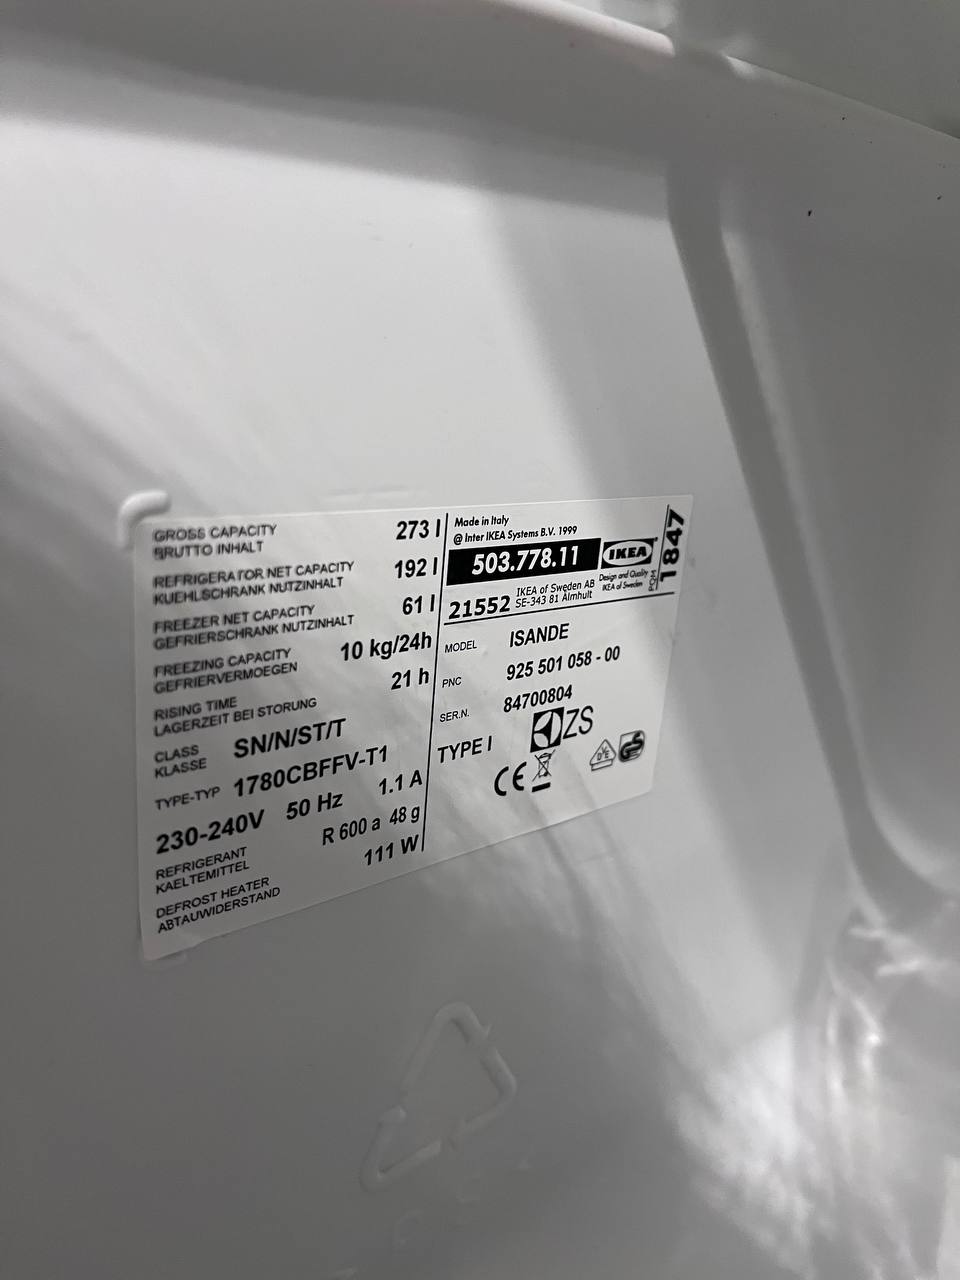 GROSS CAPACITY 273 l
BRUTTO INHALT
REFRIGERATOR NET CAPACITY 192 l
KUEHLSCHRANK NUTZINHALT
FREEZER NET CAPACITY 61 l
GEFRIERSCHRANK NUTZINHALT
FREEZING CAPACITY 10 kg/24h
GEFRIERVERMOEGEN
RISING TIME 21 h
LAGERZEIT BEI STORUNG
CLASS SN/N/ST/T
KLASSE
TYPE-TYP 1780CBFFV-T1
230-240V 50 Hz 1.1 A
REFRIGERANT R 600 a 48 g
KAELTEMITTEL
DEFROST HEATER 111 W
ABTAUWIDERSTAND
Made in Italy
@ Inter IKEA Systems B.V. 1999
503.778.11
IKEA
Design and Quality
IKEA of Sweden
21552
IKEA of Sweden AB
SE-343 81 Älmhult
PQM
1847
MODEL ISANDE
PNC 925 501 058 - 00
SER.N. 84700804
TYPE I
ZS
CE